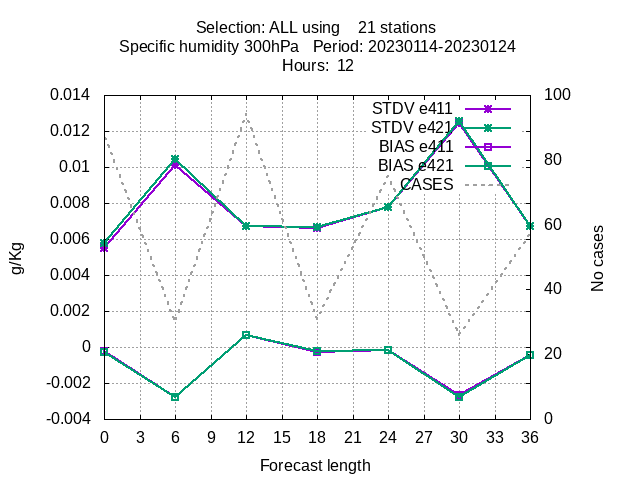 Selection: ALL using    21 stations
Specific humidity 300hPa   Period: 20230114-20230124
Hours:  12
0.014
0.012
0.01
0.008
0.006
0.004
0.002
0
-0.002
-0.004
g/Kg
STDV e411
STDV e421
BIAS e411
BIAS e421
CASES
100
80
60
40
20
0
No cases
0 3 6 9 12 15 18 21 24 27 30 33 36
Forecast length